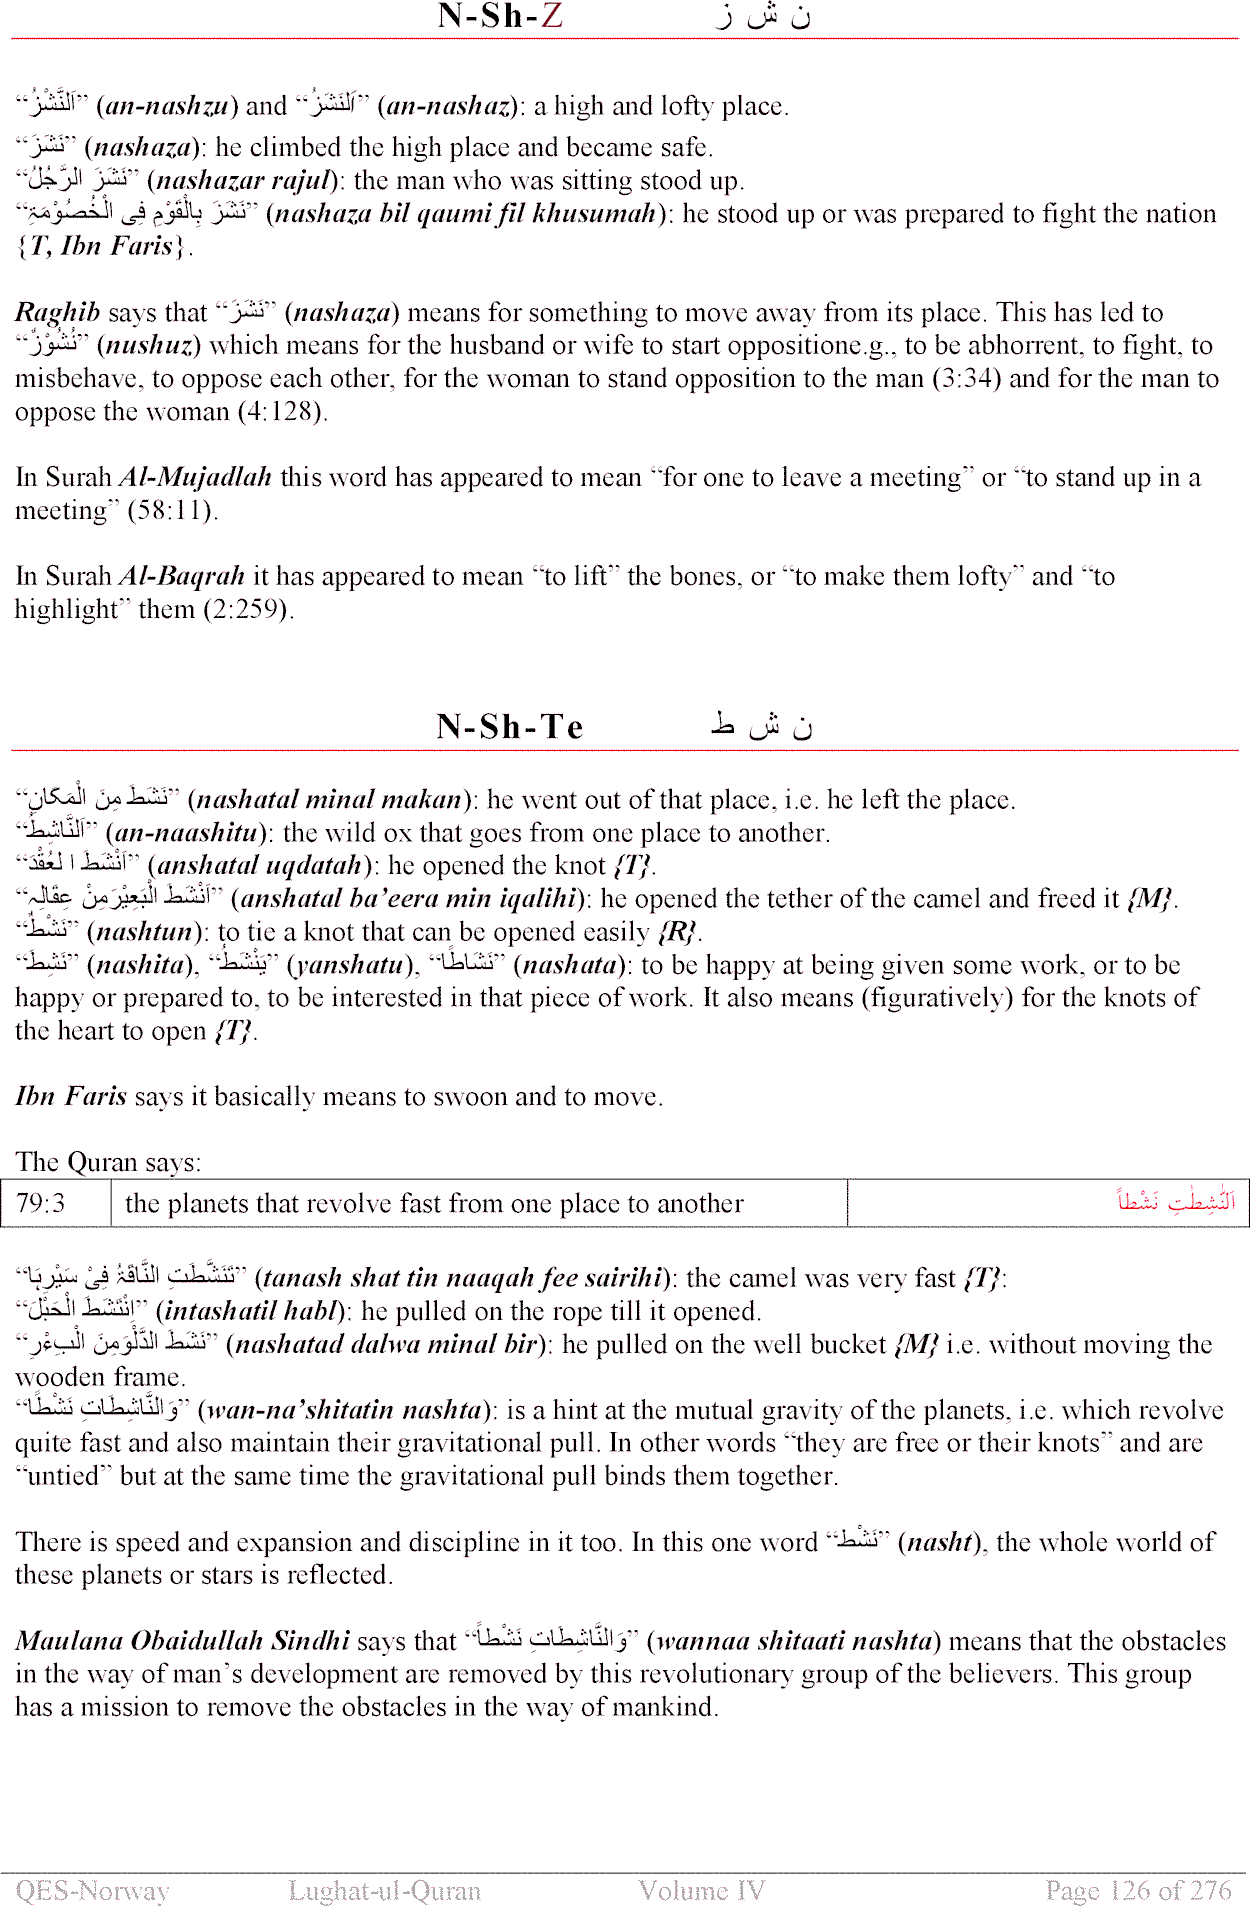 N-Sh-Z ن ش ز
“اَلنَّشْزُ” (an-nashzu) and “اَلنَشَزُ” (an-nashaz): a high and lofty place.
“نَشَزَ” (nashaza): he climbed the high place and became safe.
“نَشَزَ الرَّجُلُ” (nashazar rajul): the man who was sitting stood up.
“نَشَزَ بِالْقَوْمِ فِی الْخُصُوْمَۃِ” (nashaza bil qaumi fil khusumah): he stood up or was prepared to fight the nation
{T, Ibn Faris}.
Raghib says that “نَشَزَ” (nashaza) means for something to move away from its place. This has led to
“نُشُوْزٌ” (nushuz) which means for the husband or wife to start oppositione.g., to be abhorrent, to fight, to
misbehave, to oppose each other, for the woman to stand opposition to the man (3:34) and for the man to
oppose the woman (4:128).
In Surah Al-Mujadlah this word has appeared to mean “for one to leave a meeting” or “to stand up in a
meeting” (58:11).
In Surah Al-Baqrah it has appeared to mean “to lift” the bones, or “to make them lofty” and “to
highlight” them (2:259).
N-Sh-Te ن ش ط
“نَشَطَ مِنَ الْمَکَانِ” (nashatal minal makan): he went out of that place, i.e. he left the place.
“اَلنَّاشِطُ” (an-naashitu): the wild ox that goes from one place to another.
“اَنْشَطَ ا لعُقْدَ” (anshatal uqdatah): he opened the knot {T}.
“اَنْشَطَ الْبَعِیْرَمِنْ عِقَالِہٖ” (anshatal ba’eera min iqalihi): he opened the tether of the camel and freed it {M}.
“نَشْطٌ” (nashtun): to tie a knot that can be opened easily {R}.
“نَشِطَ” (nashita), “یَنْشَطُ” (yanshatu), “نَشَاطًا” (nashata): to be happy at being given some work, or to be
happy or prepared to, to be interested in that piece of work. It also means (figuratively) for the knots of
the heart to open {T}.
Ibn Faris says it basically means to swoon and to move.
The Quran says:
79:3 the planets that revolve fast from one place to another اَلنّٰشِطٰتِ نَشْطاً
“تَنَشَّطَتِ النَّاقَۃُ فِیْ سَیْرِہَا” (tanash shat tin naaqah fee sairihi): the camel was very fast {T}:
“اِنْتَشَطَ الْحَبْلَ” (intashatil habl): he pulled on the rope till it opened.
“نَشَطَ الدَّلْوَمِنَ الْبِءْرِ” (nashatad dalwa minal bir): he pulled on the well bucket {M} i.e. without moving the
wooden frame.
“وَالنَّاشِطَاتِ نَشْطًا” (wan-na’shitatin nashta): is a hint at the mutual gravity of the planets, i.e. which revolve
quite fast and also maintain their gravitational pull. In other words “they are free or their knots” and are
“untied” but at the same time the gravitational pull binds them together.
There is speed and expansion and discipline in it too. In this one word “نَشْط” (nasht), the whole world of
these planets or stars is reflected.
Maulana Obaidullah Sindhi says that “وَالنَّاشِطَاتِ نَشْطاً” (wannaa shitaati nashta) means that the obstacles
in the way of man’s development are removed by this revolutionary group of the believers. This group
has a mission to remove the obstacles in the way of mankind.
QES-Norway Lughat-ul-Quran Volume IV Page 126 of 276